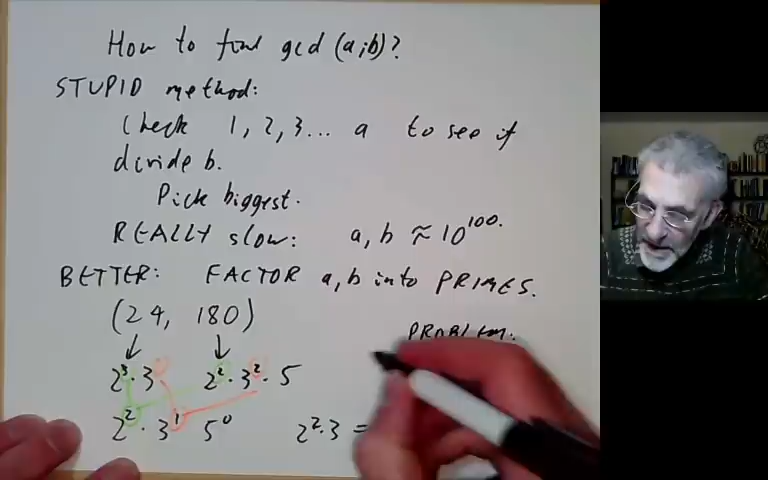 How to find gcd (a,b)?
STUPID method:
Check 1, 2, 3... a to see if
divide b.
Pick biggest.
REALLY slow: a, b ≈ 10^100.
BETTER: FACTOR a, b into PRIMES.
(24, 180)
PROBLEM:
↓ ↓
2^3 · 3 2^2 · 3^2 · 5
2^2 · 3^1 5^0 2^2 · 3 =